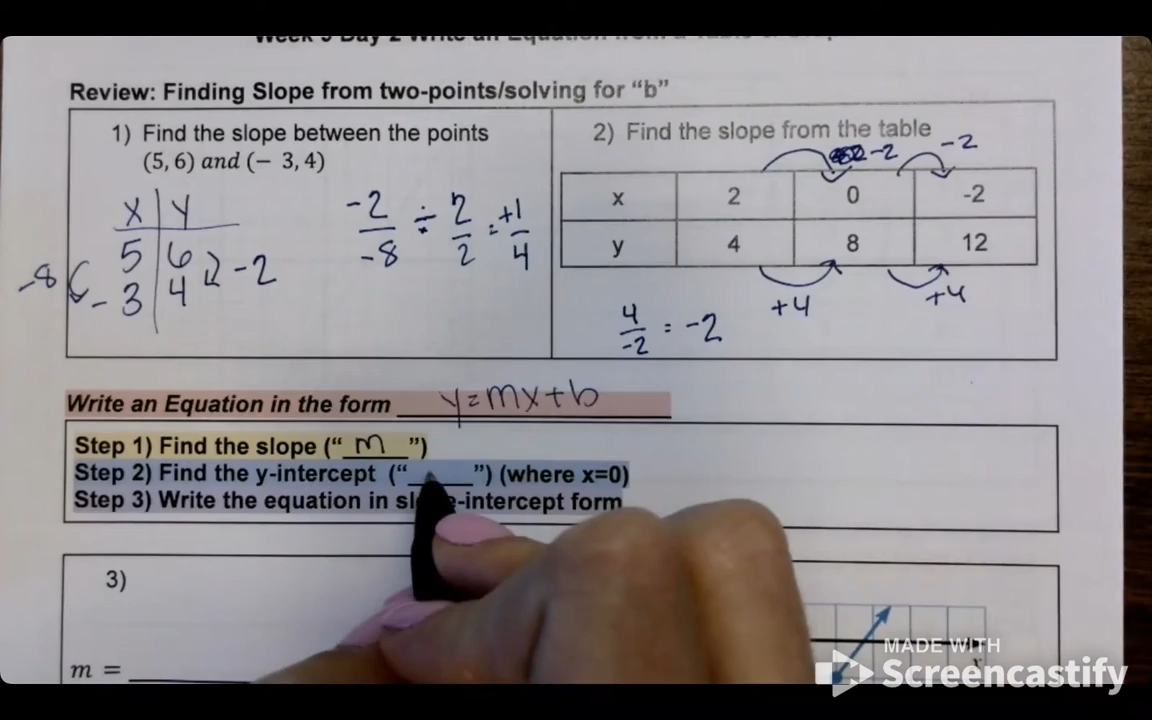 Review: Finding Slope from two-points/solving for “b”
1) Find the slope between the points
(5, 6) and (− 3, 4)
X Y
5 6
-3 4
-8
-2
-2/-8 ÷ 2/2 = +1/4
2) Find the slope from the table
-2 -2
x 2 0 -2
y 4 8 12
+4 +4
4/-2 = -2
Write an Equation in the form y=mx+b
Step 1) Find the slope (“ m ”)
Step 2) Find the y-intercept (“____”) (where x=0)
Step 3) Write the equation in -intercept form
3)
m =
x
MADE WITH
Screencastify